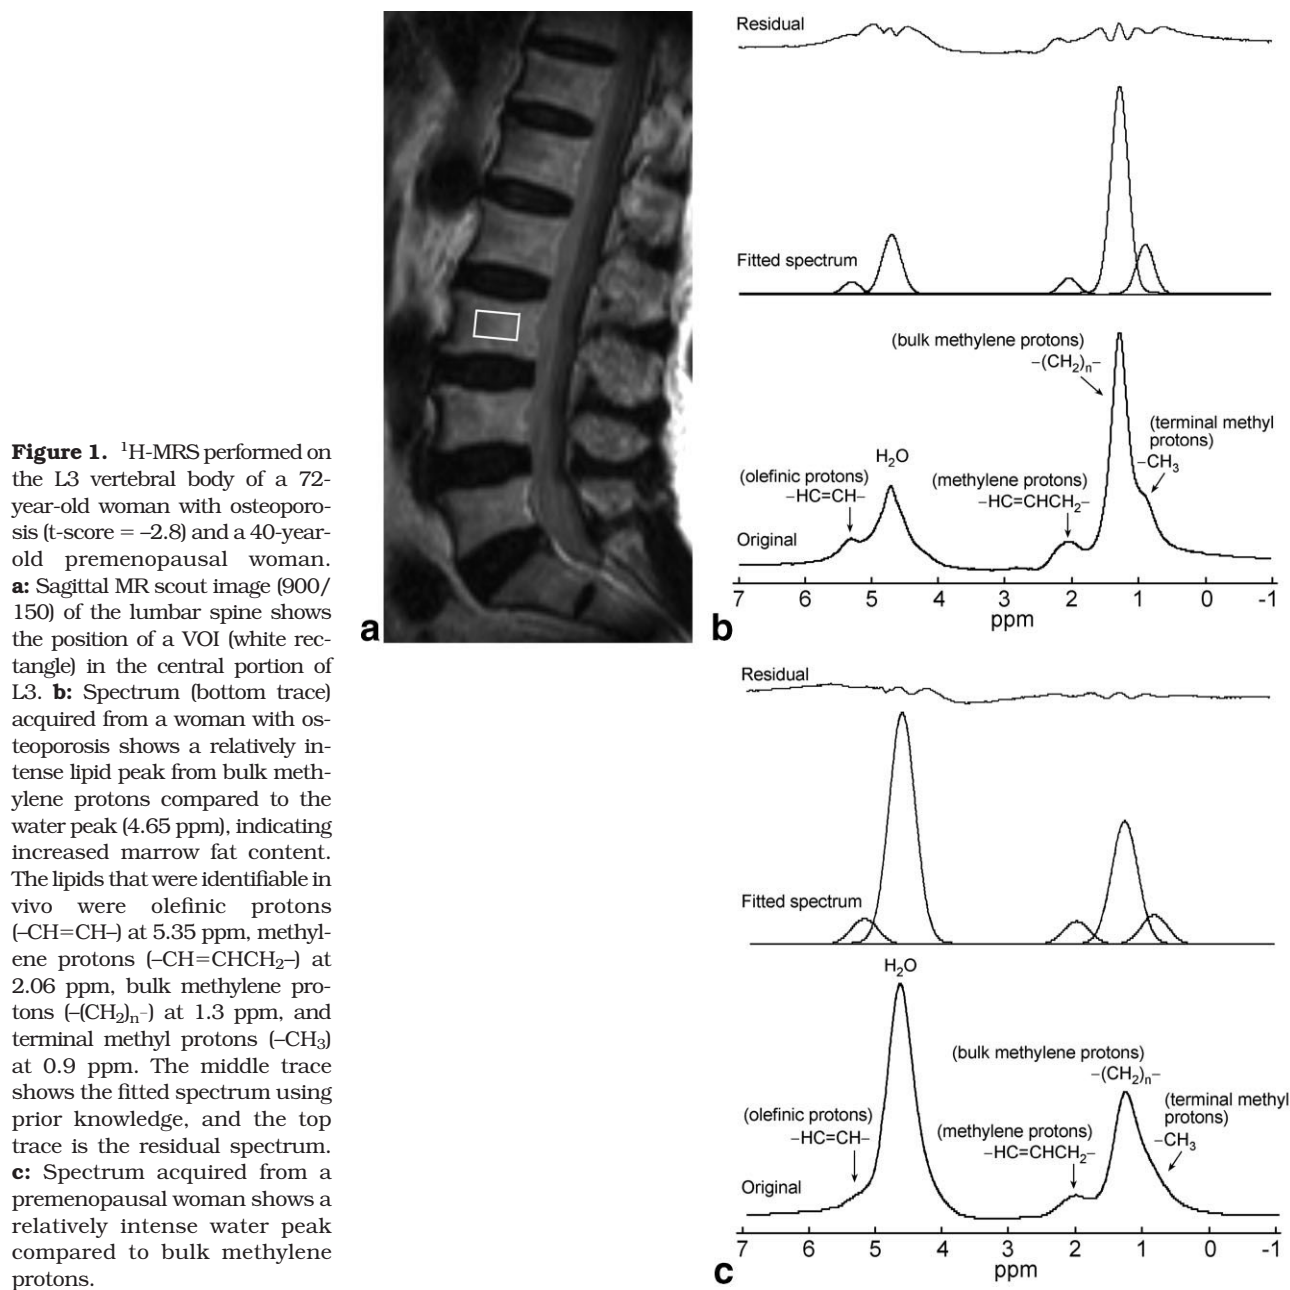 Figure 1. ¹H-MRS performed on
the L3 vertebral body of a 72-
year-old woman with osteoporo-
sis (t-score = –2.8) and a 40-year-
old premenopausal woman.
a: Sagittal MR scout image (900/
150) of the lumbar spine shows
the position of a VOI (white rec-
tangle) in the central portion of
L3. b: Spectrum (bottom trace)
acquired from a woman with os-
teoporosis shows a relatively in-
tense lipid peak from bulk meth-
ylene protons compared to the
water peak (4.65 ppm), indicating
increased marrow fat content.
The lipids that were identifiable in
vivo were olefinic protons
(–CH=CH–) at 5.35 ppm, methyl-
ene protons (–CH=CHCH₂–) at
2.06 ppm, bulk methylene pro-
tons (–(CH₂)ₙ–) at 1.3 ppm, and
terminal methyl protons (–CH₃)
at 0.9 ppm. The middle trace
shows the fitted spectrum using
prior knowledge, and the top
trace is the residual spectrum.
c: Spectrum acquired from a
premenopausal woman shows a
relatively intense water peak
compared to bulk methylene
protons.
a
Residual
Fitted spectrum
(bulk methylene protons)
–(CH₂)ₙ–
(terminal methyl
protons)
–CH₃
H₂O
(olefinic protons)
–HC=CH–
(methylene protons)
–HC=CHCH₂–
Original
7 6 5 4 3 2 1 0 -1
ppm
b
Residual
Fitted spectrum
H₂O
(bulk methylene protons)
–(CH₂)ₙ–
(terminal methyl
protons)
–CH₃
(olefinic protons)
–HC=CH–
(methylene protons)
–HC=CHCH₂–
Original
7 6 5 4 3 2 1 0 -1
ppm
c